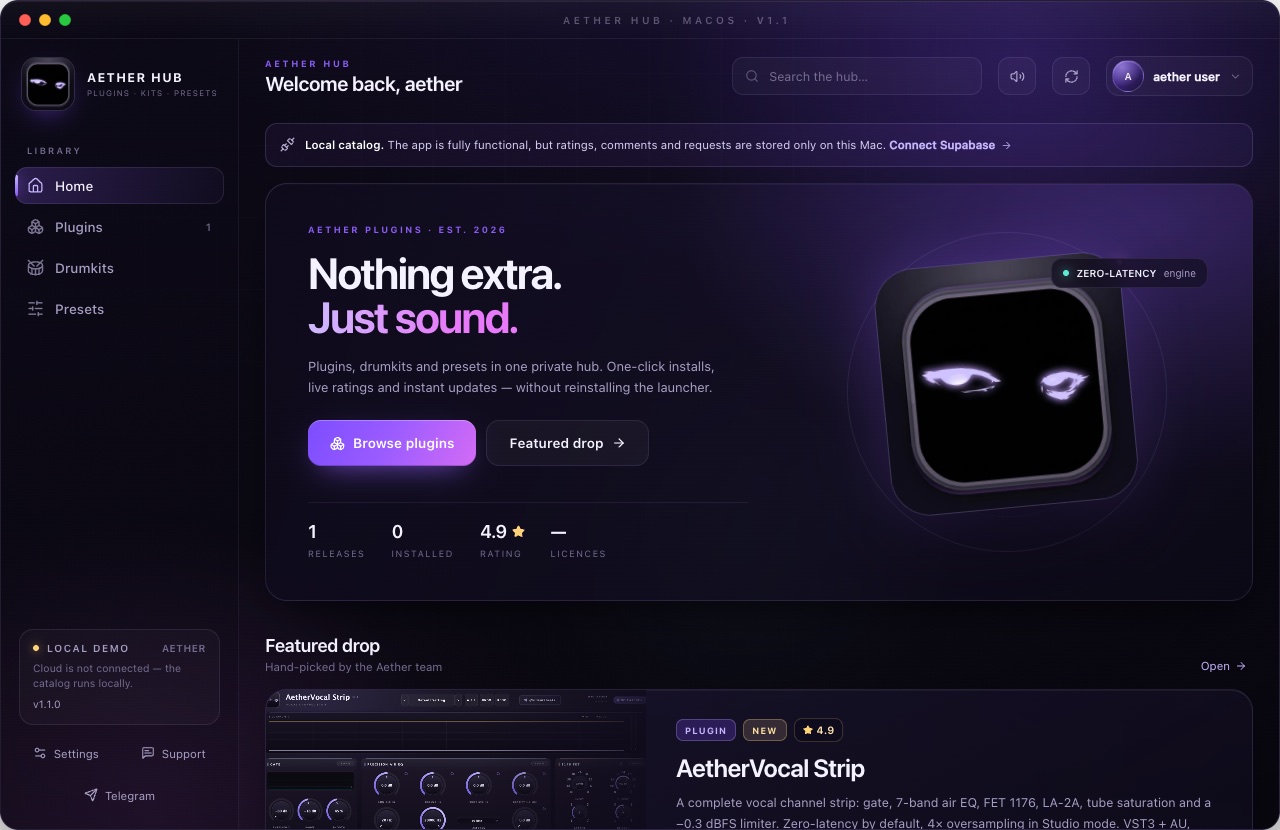 AETHER HUB · MACOS · V1.1
AETHER HUB
PLUGINS · KITS · PRESETS
LIBRARY
Home
Plugins 1
Drumkits
Presets
LOCAL DEMO AETHER
Cloud is not connected — the
catalog runs locally.
v1.1.0
Settings Support
Telegram
AETHER HUB
Welcome back, aether
Search the hub...
A aether user
Local catalog. The app is fully functional, but ratings, comments and requests are stored only on this Mac. Connect Supabase →
AETHER PLUGINS · EST. 2026
Nothing extra.
Just sound.
Plugins, drumkits and presets in one private hub. One-click installs,
live ratings and instant updates — without reinstalling the launcher.
Browse plugins Featured drop →
1 0 4.9 —
RELEASES INSTALLED RATING LICENCES
ZERO-LATENCY engine
Featured drop
Hand-picked by the Aether team
Open →
AetherVocal Strip
PLUGIN NEW 4.9
AetherVocal Strip
A complete vocal channel strip: gate, 7-band air EQ, FET 1176, LA-2A, tube saturation and a
−0.3 dBFS limiter. Zero-latency by default, 4× oversampling in Studio mode. VST3 + AU,